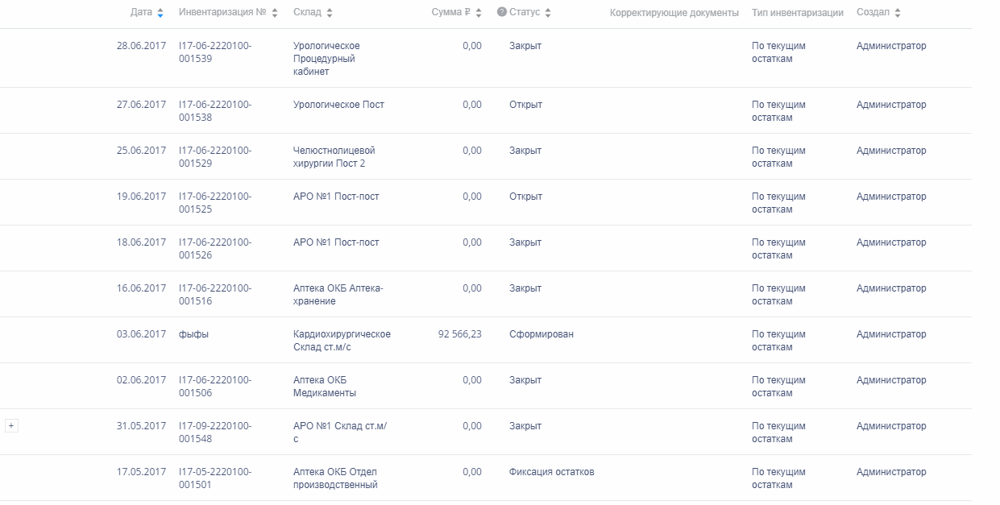 Дата Инвентаризация № Склад Сумма ₽ ? Статус Корректирующие документы Тип инвентаризации Создал
28.06.2017 I17-06-2220100- Урологическое 0,00 Закрыт По текущим Администратор
001539 Процедурный остаткам
кабинет
27.06.2017 I17-06-2220100- Урологическое Пост 0,00 Открыт По текущим Администратор
001538 остаткам
25.06.2017 I17-06-2220100- Челюстнолицевой 0,00 Закрыт По текущим Администратор
001529 хирургии Пост 2 остаткам
19.06.2017 I17-06-2220100- АРО №1 Пост-пост 0,00 Открыт По текущим Администратор
001525 остаткам
18.06.2017 I17-06-2220100- АРО №1 Пост-пост 0,00 Закрыт По текущим Администратор
001526 остаткам
16.06.2017 I17-06-2220100- Аптека ОКБ Аптека- 0,00 Закрыт По текущим Администратор
001516 хранение остаткам
03.06.2017 фыфы Кардиохирургическое 92 566,23 Сформирован По текущим Администратор
Склад ст.м/с остаткам
02.06.2017 I17-06-2220100- Аптека ОКБ 0,00 Закрыт По текущим Администратор
001506 Медикаменты остаткам
+ 31.05.2017 I17-09-2220100- АРО №1 Склад ст.м/ 0,00 Закрыт По текущим Администратор
001548 с остаткам
17.05.2017 I17-05-2220100- Аптека ОКБ Отдел 0,00 Фиксация остатков По текущим Администратор
001501 производственный остаткам